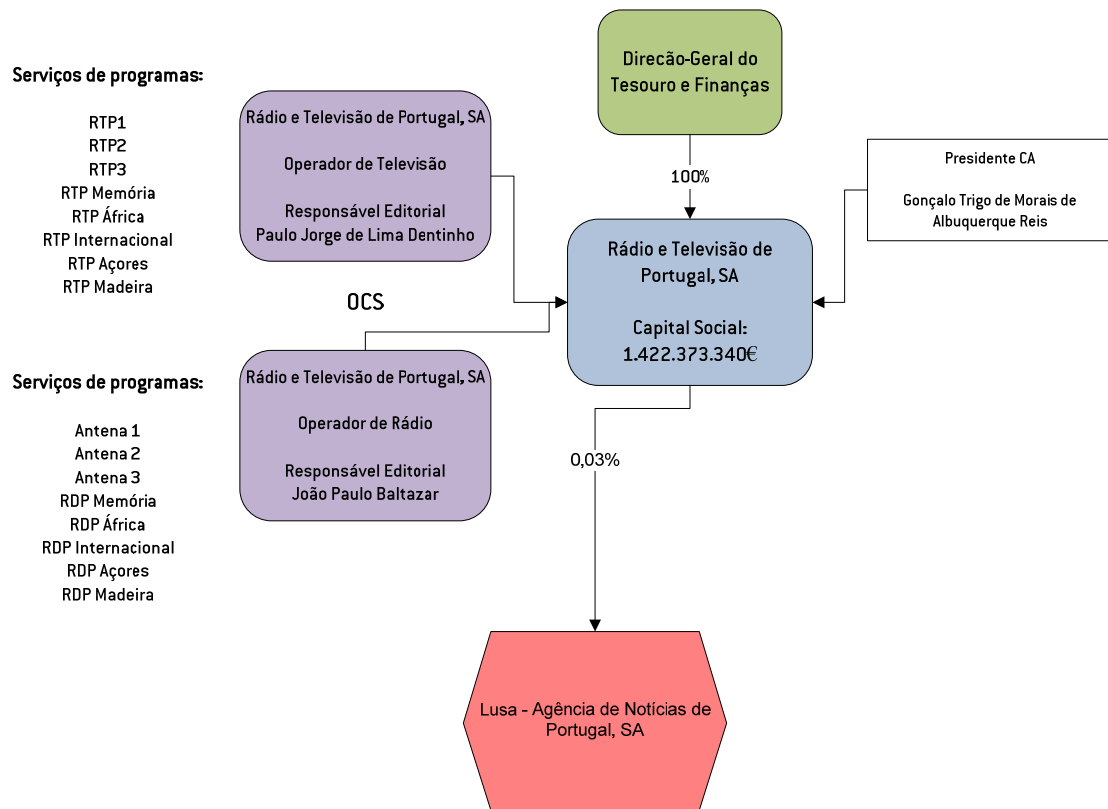 Serviços de programas:
RTP1
RTP2
RTP3
RTP Memória
RTP África
RTP Internacional
RTP Açores
RTP Madeira
Rádio e Televisão de Portugal, SA
Operador de Televisão
Responsável Editorial
Paulo Jorge de Lima Dentinho
Direcão-Geral do
Tesouro e Finanças
100%
Presidente CA
Gonçalo Trigo de Morais de
Albuquerque Reis
Rádio e Televisão de
Portugal, SA
Capital Social:
1.422.373.340€
OCS
Serviços de programas:
Antena 1
Antena 2
Antena 3
RDP Memória
RDP África
RDP Internacional
RDP Açores
RDP Madeira
Rádio e Televisão de Portugal, SA
Operador de Rádio
Responsável Editorial
João Paulo Baltazar
0,03%
Lusa - Agência de Notícias de
Portugal, SA